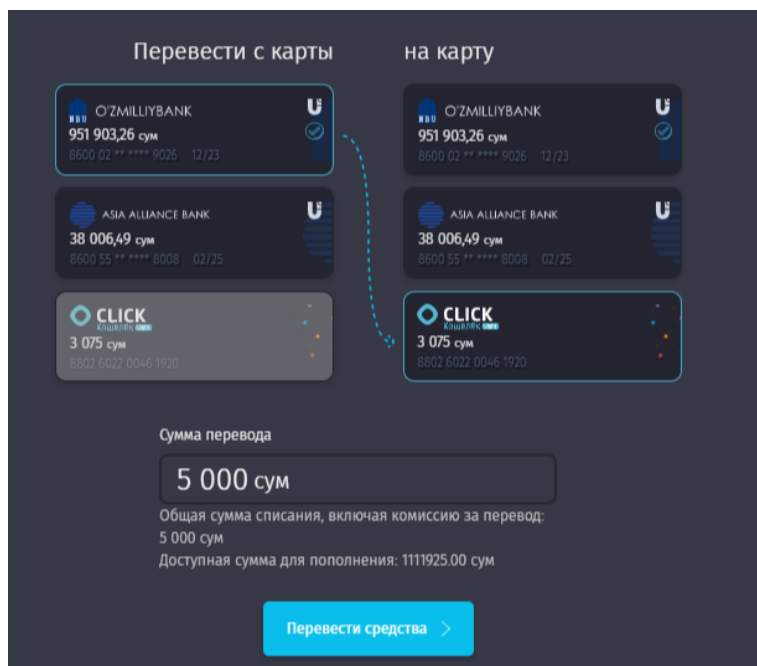 Перевести с карты
на карту
O'ZMILLIYBANK
NBU
951 903,26 сум
8600 02 ** **** 9026 12/23
ASIA ALLIANCE BANK
38 006,49 сум
8600 55 ** **** 8008 02/25
CLICK
Кошелёк
3 075 сум
8802 6022 0046 1920
O'ZMILLIYBANK
NBU
951 903,26 сум
8600 02 ** **** 9026 12/23
ASIA ALLIANCE BANK
38 006,49 сум
8600 55 ** **** 8008 02/25
CLICK
Кошелёк
3 075 сум
8802 6022 0046 1920
Сумма перевода
5 000 сум
Общая сумма списания, включая комиссию за перевод:
5 000 сум
Доступная сумма для пополнения: 1111925.00 сум
Перевести средства